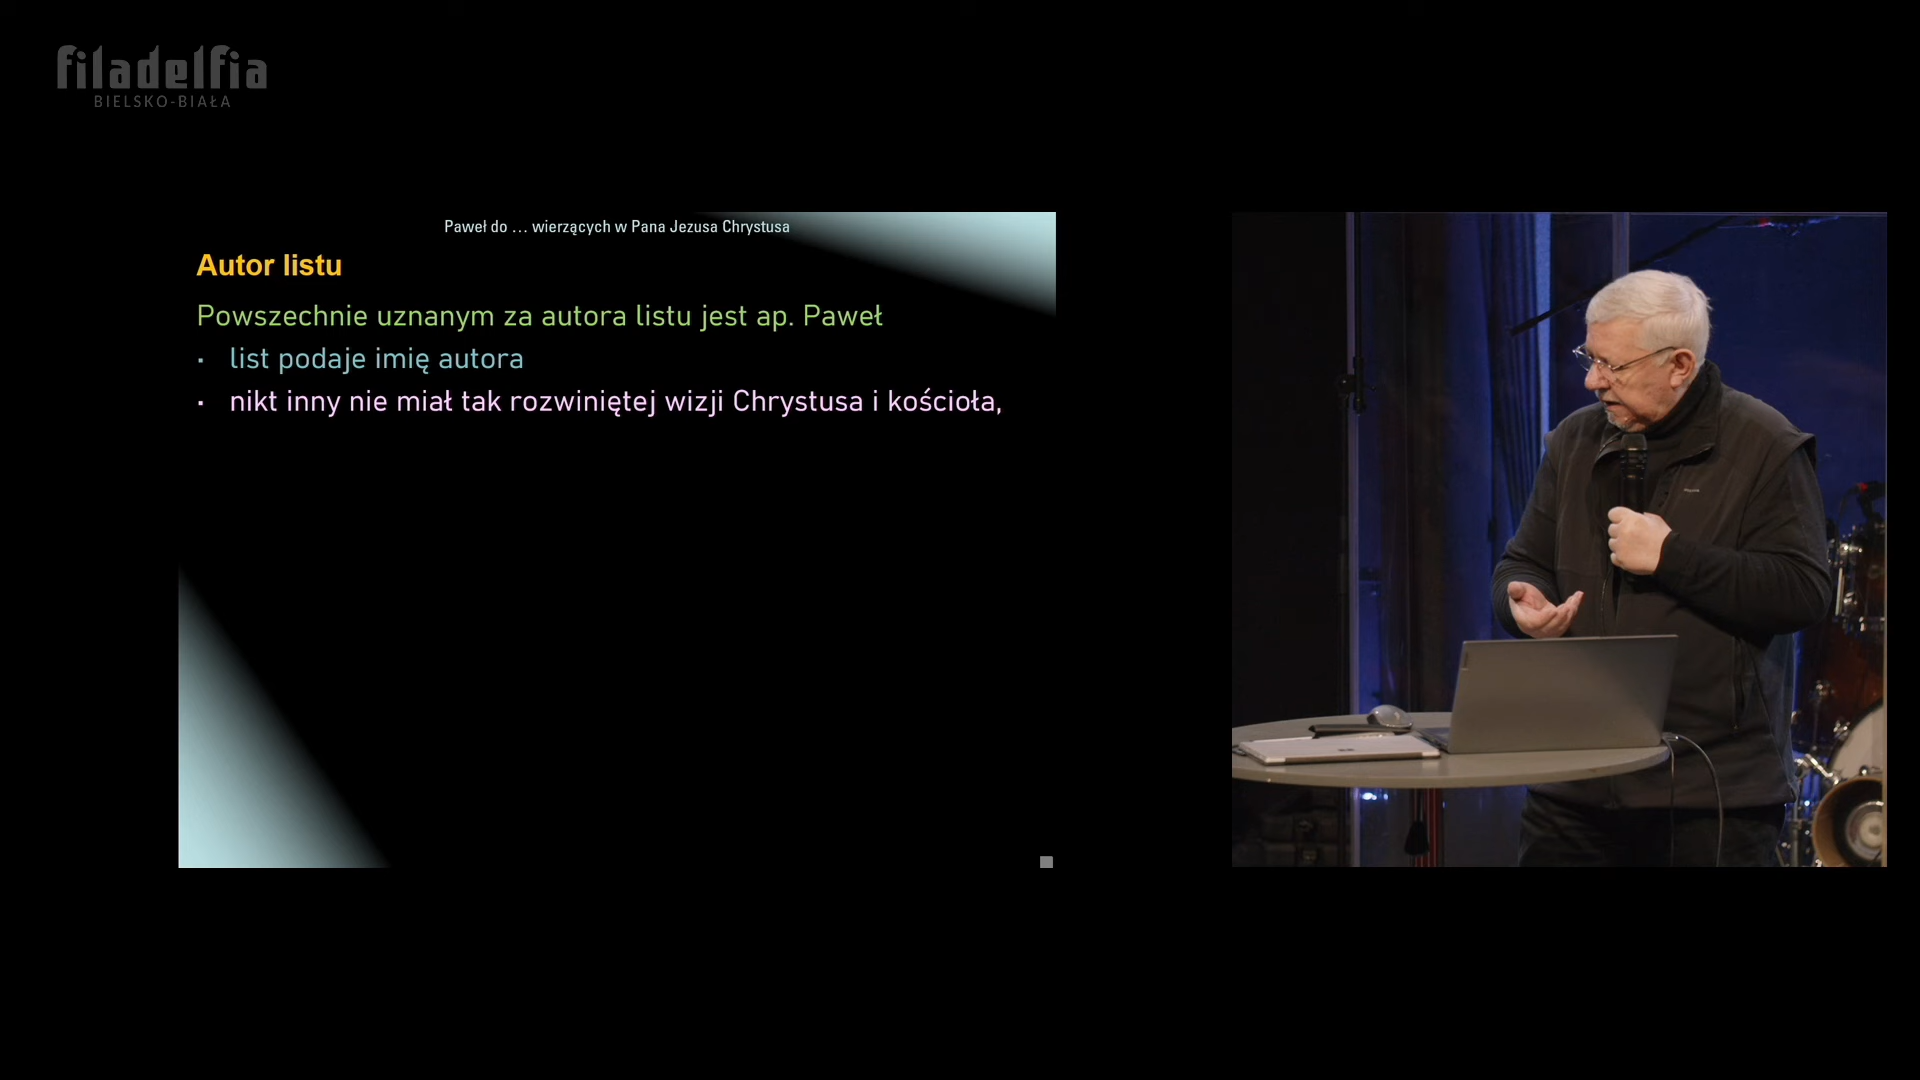 filadelfia
BIELSKO-BIAŁA
Paweł do … wierzących w Pana Jezusa Chrystusa
Autor listu
Powszechnie uznanym za autora listu jest ap. Paweł
· list podaje imię autora
· nikt inny nie miał tak rozwiniętej wizji Chrystusa i kościoła,